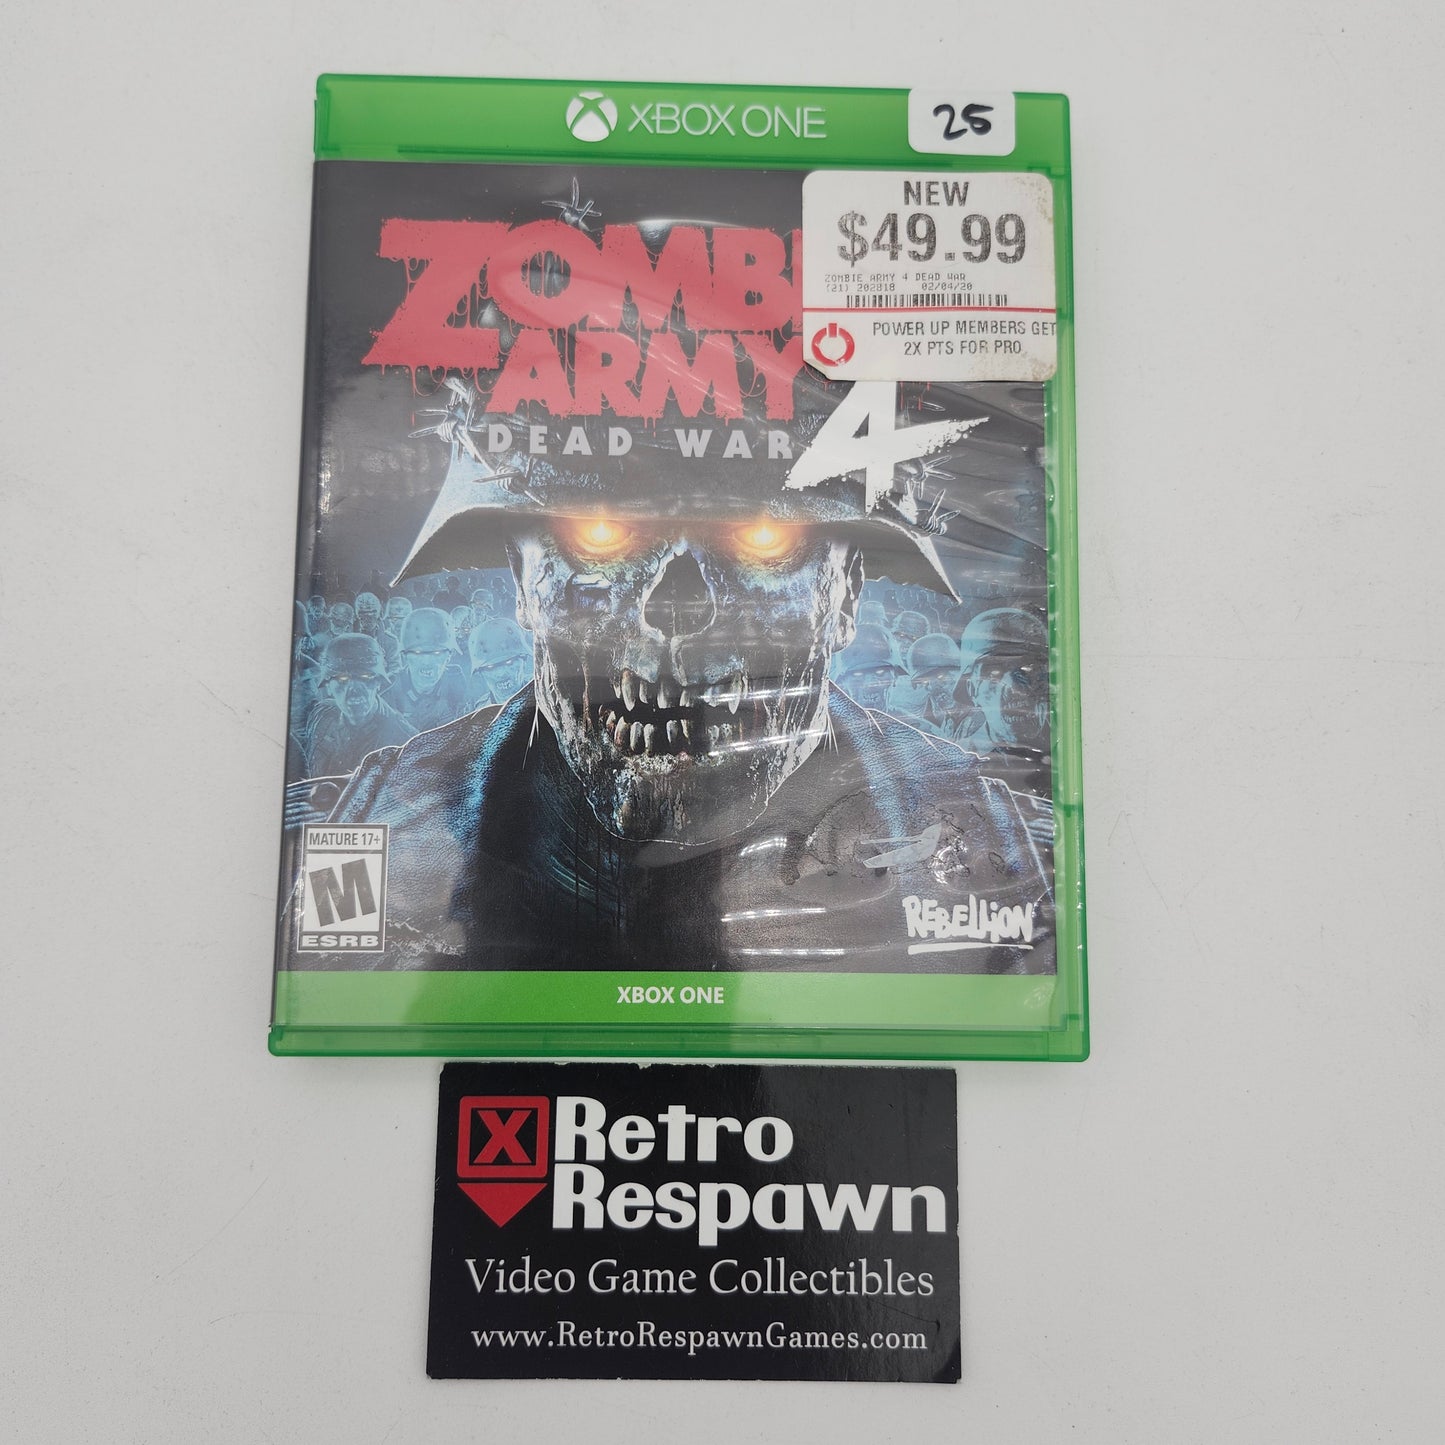 XBOX ONE
25
NEW
$49.99
ZOMBIE ARMY 4 DEAD WAR
(21) 202818 02/04/20
POWER UP MEMBERS GET
2X PTS FOR PRO
ZOMBI
ARMY
DEAD WAR
4
MATURE 17+
M
ESRB
REBELLION
XBOX ONE
X
Retro
Respawn
Video Game Collectibles
www.RetroRespawnGames.com